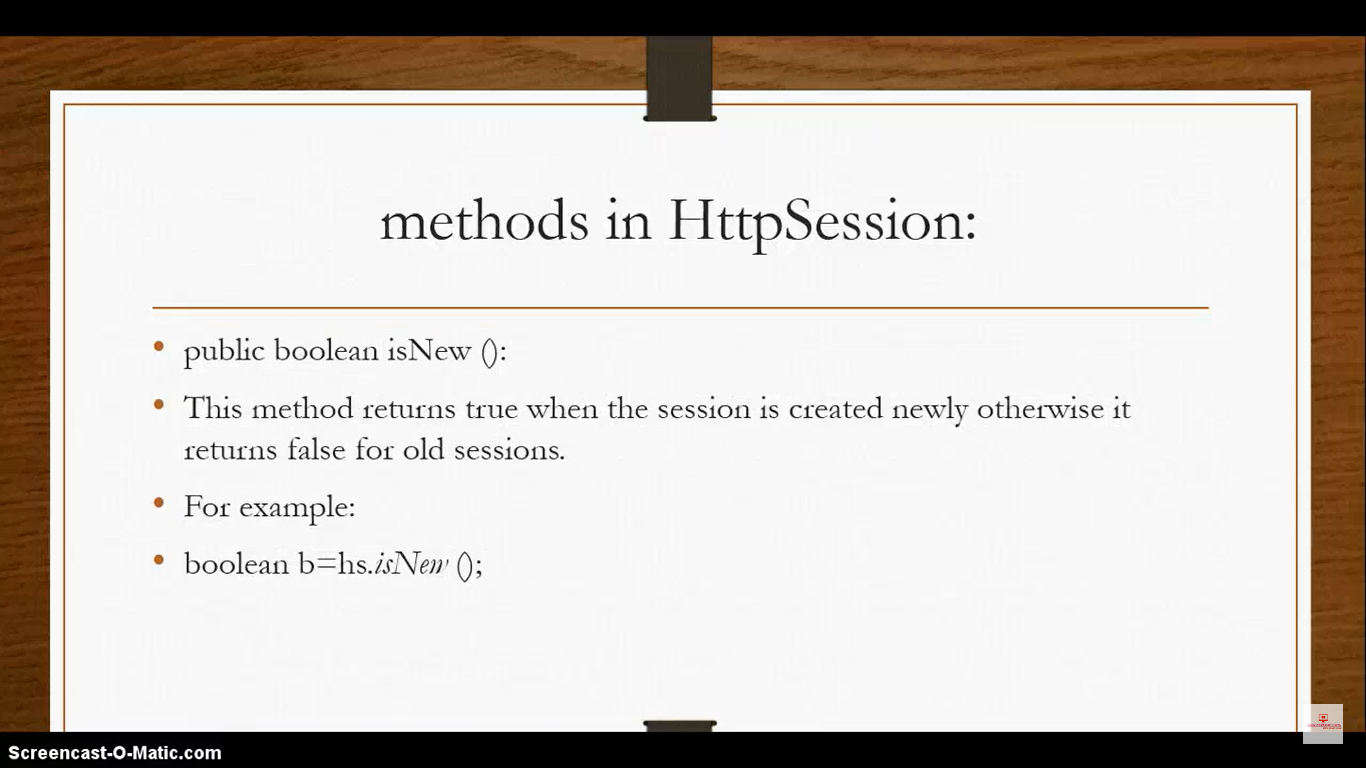 methods in HttpSession:
• public boolean isNew ():
• This method returns true when the session is created newly otherwise it
returns false for old sessions.
• For example:
• boolean b=hs.isNew ();
Screencast-O-Matic.com